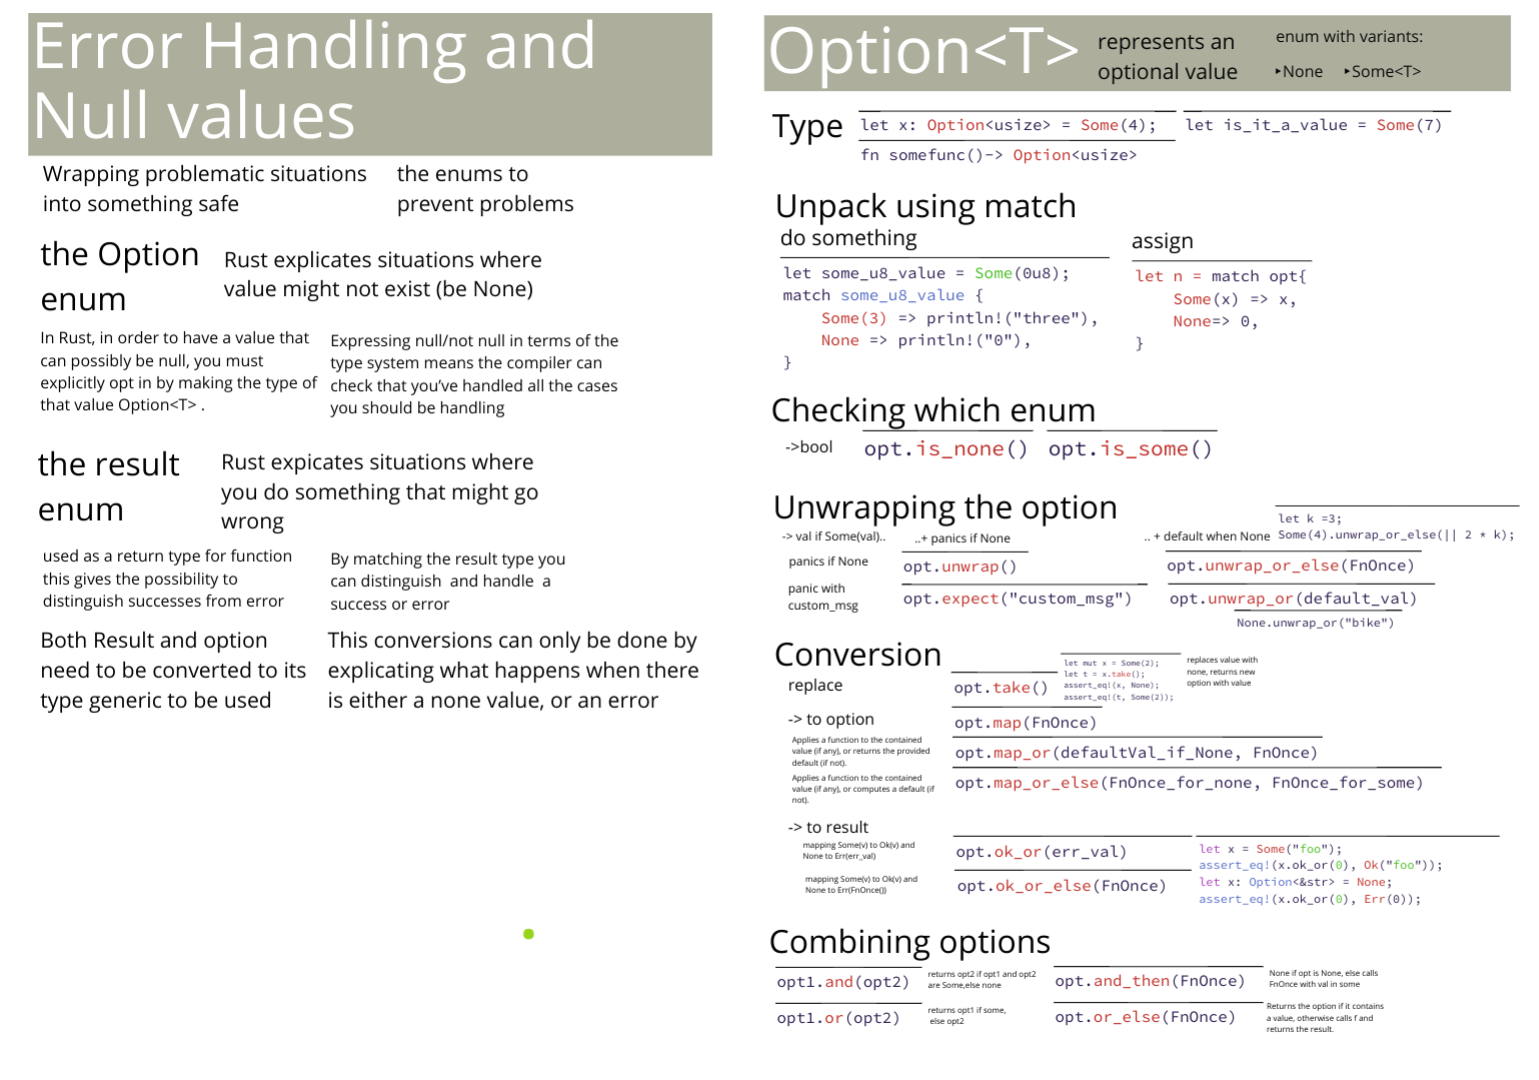 Error Handling and
Null values
Wrapping problematic situations
into something safe
the enums to
prevent problems
the Option
enum
Rust explicates situations where
value might not exist (be None)
In Rust, in order to have a value that
can possibly be null, you must
explicitly opt in by making the type of
that value Option<T> .
Expressing null/not null in terms of the
type system means the compiler can
check that you’ve handled all the cases
you should be handling
the result
enum
Rust expicates situations where
you do something that might go
wrong
used as a return type for function
this gives the possibility to
distinguish successes from error
By matching the result type you
can distinguish  and handle  a
success or error
Both Result and option
need to be converted to its
type generic to be used
This conversions can only be done by
explicating what happens when there
is either a none value, or an error
Option<T>
represents an
optional value
enum with variants:
‣None ‣Some<T>
Type
let x: Option<usize> = Some(4);
let is_it_a_value = Some(7)
fn somefunc()-> Option<usize>
Unpack using match
do something
let some_u8_value = Some(0u8);
match some_u8_value {
    Some(3) => println!("three"),
    None => println!("0"),
}
assign
let n = match opt{
    Some(x) => x,
    None=> 0,
}
Checking which enum
->bool
opt.is_none()
opt.is_some()
Unwrapping the option
-> val if Some(val)..
..+ panics if None
.. + default when None
let k =3;
Some(4).unwrap_or_else(|| 2 * k);
panics if None
opt.unwrap()
opt.unwrap_or_else(FnOnce)
panic with
custom_msg
opt.expect("custom_msg")
opt.unwrap_or(default_val)
None.unwrap_or("bike")
Conversion
replace
opt.take()
let mut x = Some(2);
let t = x.take();
assert_eq!(x, None);
assert_eq!(t, Some(2));
replaces value with
none, returns new
option with value
-> to option
opt.map(FnOnce)
Applies a function to the contained
value (if any), or returns the provided
default (if not).
opt.map_or(defaultVal_if_None, FnOnce)
Applies a function to the contained
value (if any), or computes a default (if
not).
opt.map_or_else(FnOnce_for_none, FnOnce_for_some)
-> to result
mapping Some(v) to Ok(v) and
None to Err(err_val)
opt.ok_or(err_val)
mapping Some(v) to Ok(v) and
None to Err(FnOnce())
opt.ok_or_else(FnOnce)
let x = Some("foo");
assert_eq!(x.ok_or(0), Ok("foo"));
let x: Option<&str> = None;
assert_eq!(x.ok_or(0), Err(0));
Combining options
opt1.and(opt2)
returns opt2 if opt1 and opt2
are Some,else none
opt.and_then(FnOnce)
None if opt is None, else calls
FnOnce with val in some
opt1.or(opt2)
returns opt1 if some,
else opt2
opt.or_else(FnOnce)
Returns the option if it contains
a value, otherwise calls f and
returns the result.